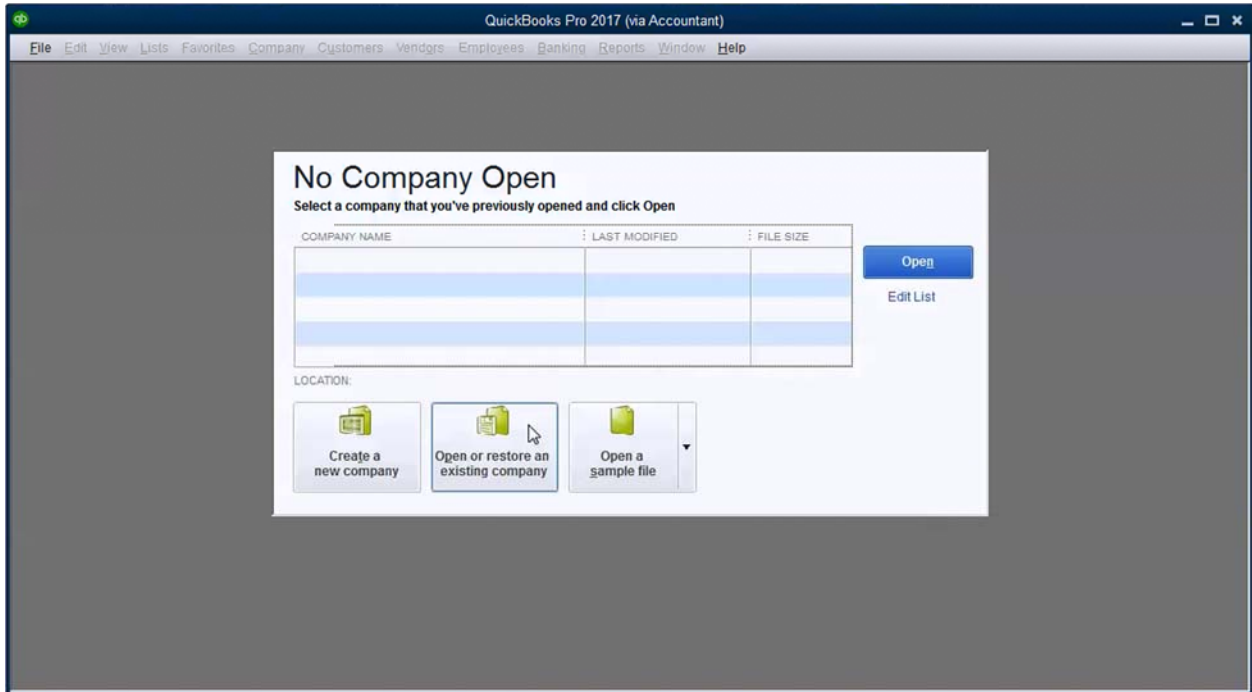 qb
QuickBooks Pro 2017 (via Accountant)
File Edit View Lists Favorites Company Customers Vendors Employees Banking Reports Window Help
No Company Open
Select a company that you've previously opened and click Open
COMPANY NAME LAST MODIFIED FILE SIZE
Open
Edit List
LOCATION:
Create a
new company
Open or restore an
existing company
Open a
sample file